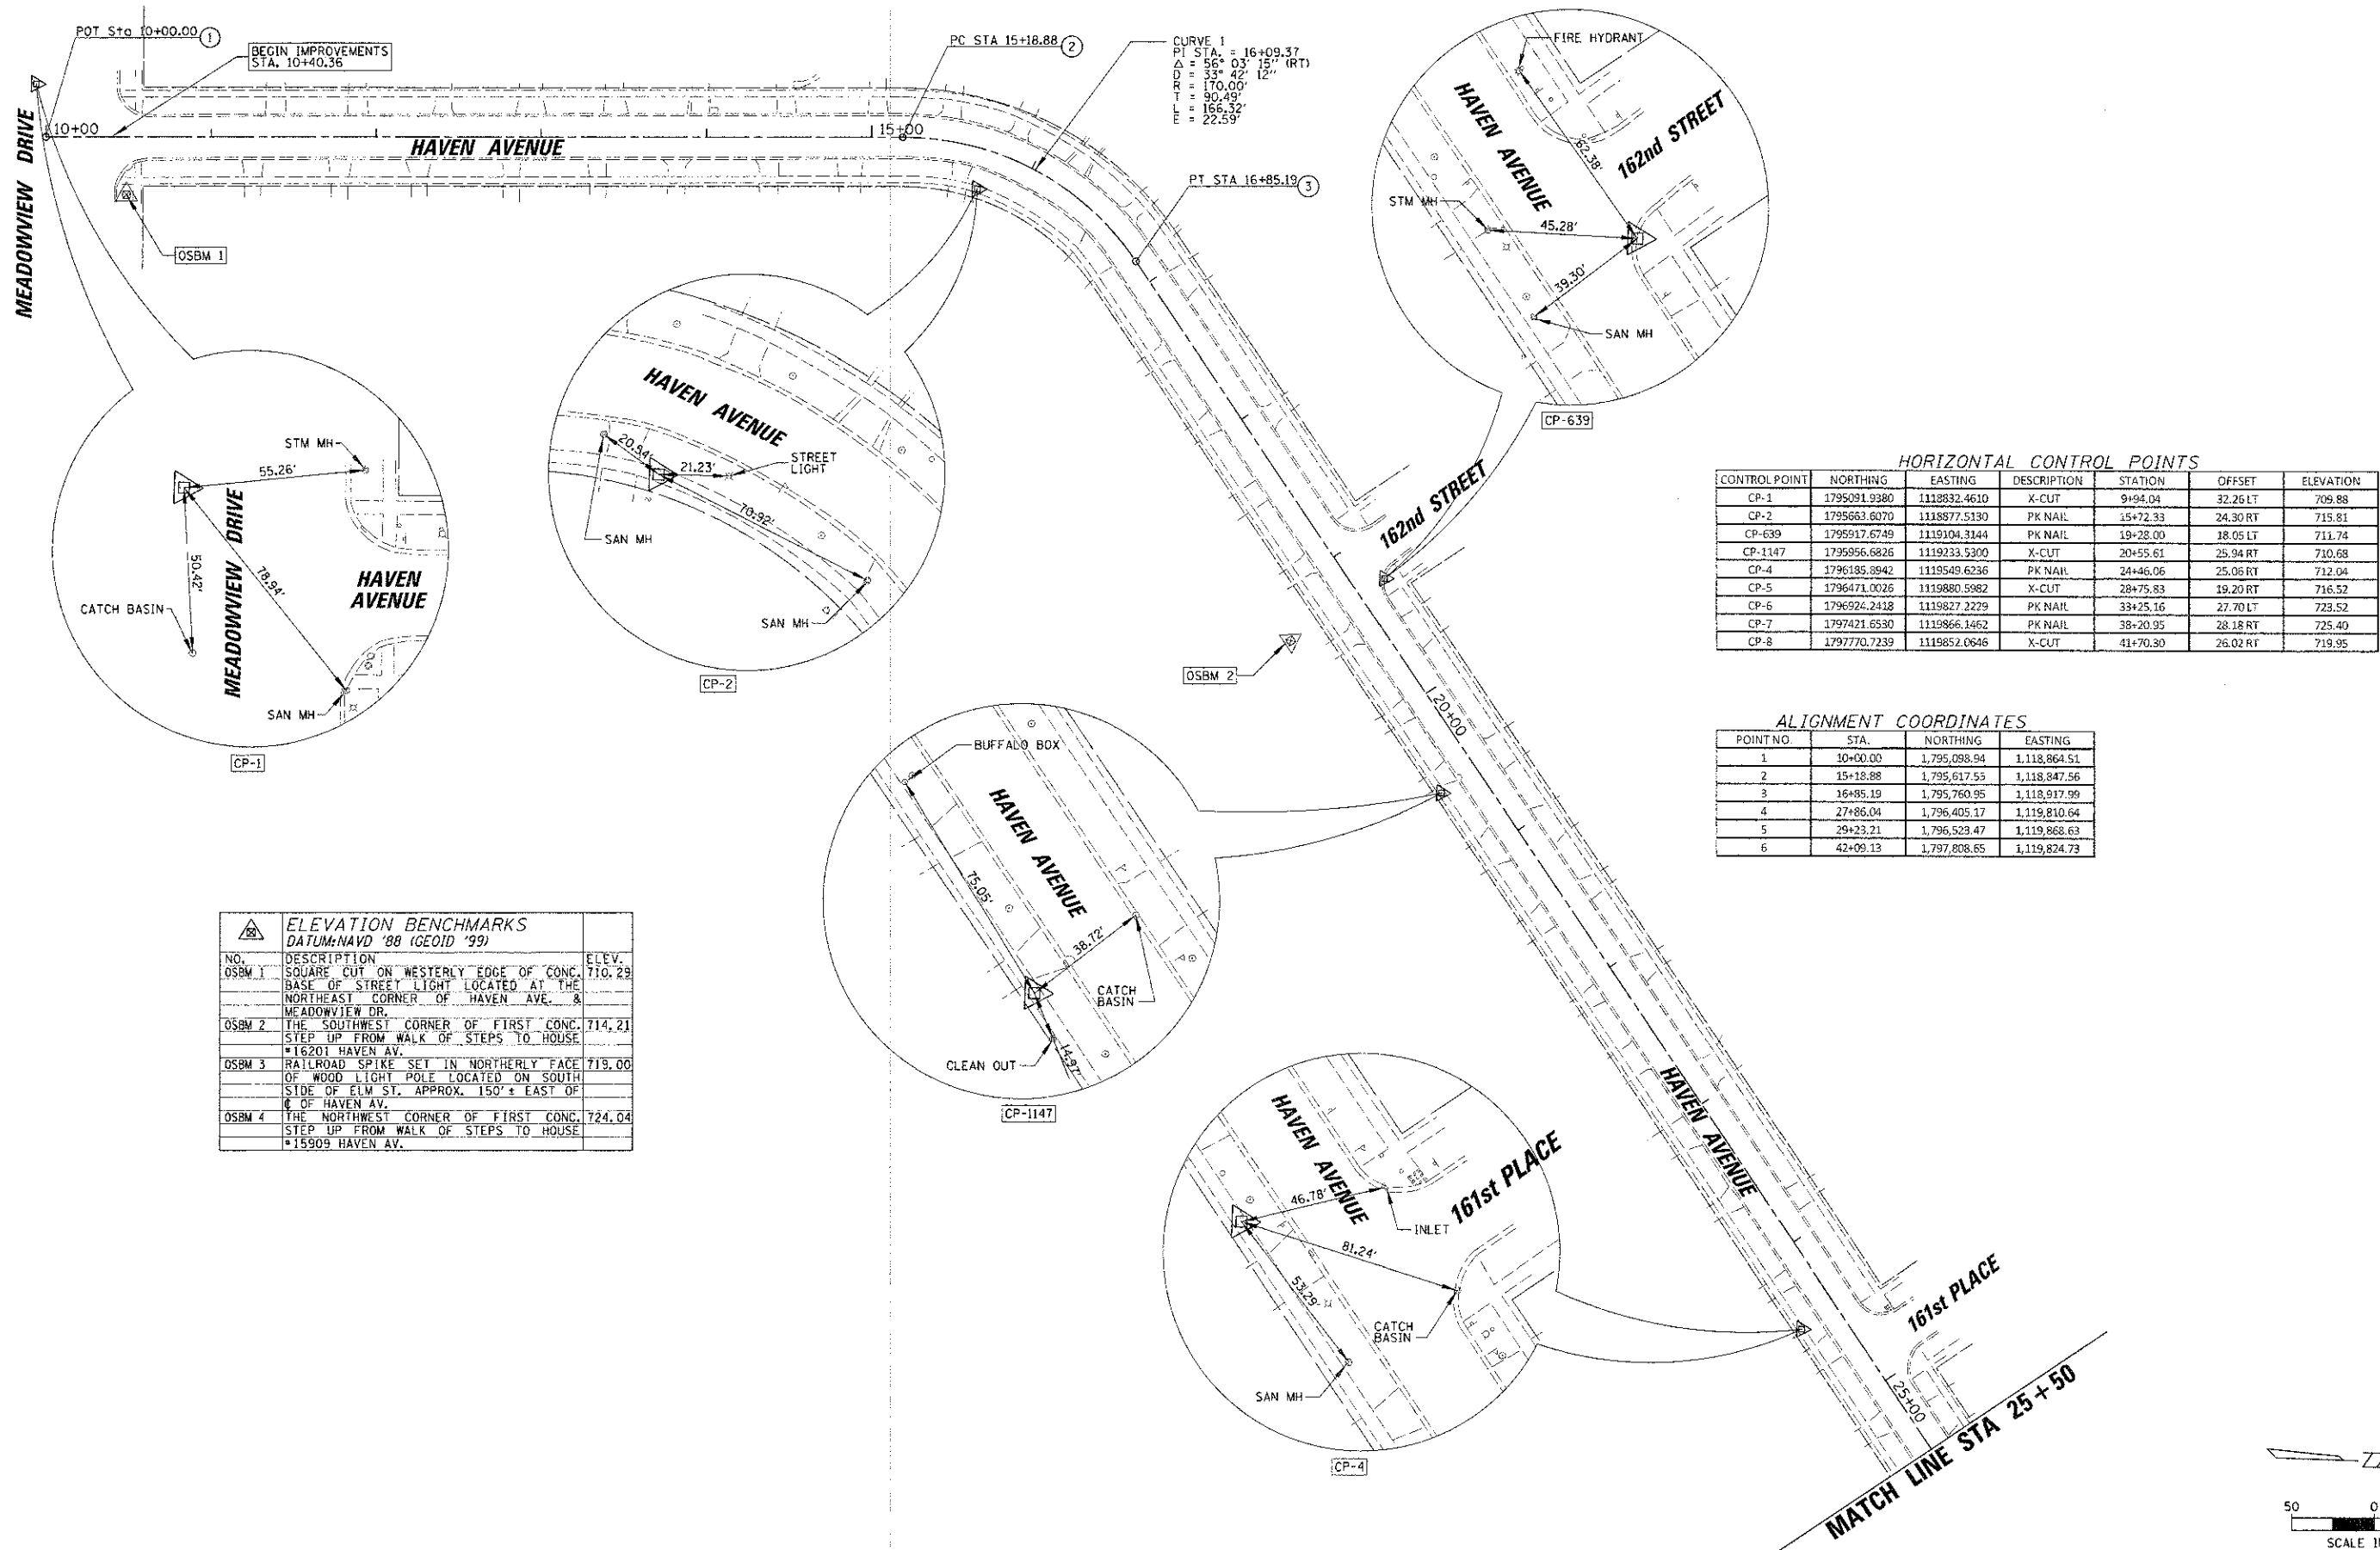 POT Sta 10+00.00 1
BEGIN IMPROVEMENTS
STA. 10+40.36
MEADOWVIEW DRIVE
10+00
HAVEN AVENUE
15+00
PC STA 15+18.88 2
CURVE 1
PI STA. = 16+09.37
Δ = 56° 03' 15" (RT)
D = 33° 42' 12"
R = 170.00'
T = 90.49'
L = 166.32'
E = 22.59'
PT STA 16+85.19 3
OSBM 1
FIRE HYDRANT
HAVEN AVENUE
162nd STREET
62.38'
STM MH
45.28'
39.30'
SAN MH
CP-639
STM MH
55.26'
50.42'
78.94'
MEADOWVIEW DRIVE
HAVEN
AVENUE
CATCH BASIN
SAN MH
CP-1
HAVEN AVENUE
20.94'
21.23'
STREET
LIGHT
70.92'
SAN MH
SAN MH
CP-2
162nd STREET
OSBM 2
20+00
BUFFALO BOX
HAVEN AVENUE
75.05'
38.72'
CATCH
BASIN
CLEAN OUT
14.97'
CP-1147
HAVEN AVENUE
HAVEN AVENUE
161st PLACE
46.78'
INLET
81.24'
53.29'
CATCH
BASIN
SAN MH
CP-4
161st PLACE
25+00
MATCH LINE STA 25+50
HORIZONTAL CONTROL POINTS
CONTROL POINT NORTHING EASTING DESCRIPTION STATION OFFSET ELEVATION
CP-1 1795091.9380 1118832.4610 X-CUT 9+94.04 32.26 LT 709.88
CP-2 1795663.6070 1118877.5130 PK NAIL 15+72.33 24.30 RT 715.81
CP-639 1795917.6749 1119104.3144 PK NAIL 19+28.00 18.05 LT 711.74
CP-1147 1795956.6826 1119233.5300 X-CUT 20+55.61 25.94 RT 710.68
CP-4 1796185.8942 1119549.6236 PK NAIL 24+46.06 25.06 RT 712.04
CP-5 1796471.0026 1119880.5982 X-CUT 28+75.83 19.20 RT 716.52
CP-6 1796924.2418 1119827.2279 PK NAIL 33+25.16 27.70 LT 723.52
CP-7 1797421.6530 1119866.1462 PK NAIL 38+20.95 28.18 RT 725.40
CP-8 1797770.7239 1119852.0646 X-CUT 41+70.30 26.02 RT 719.95
ALIGNMENT COORDINATES
POINT NO. STA. NORTHING EASTING
1 10+00.00 1,795,098.94 1,118,864.51
2 15+18.88 1,795,617.55 1,118,847.56
3 16+85.19 1,795,760.95 1,118,917.99
4 27+86.04 1,796,405.17 1,119,810.64
5 29+23.21 1,796,523.47 1,119,868.63
6 42+09.13 1,797,808.65 1,119,824.73
ELEVATION BENCHMARKS
DATUM:NAVD '88 (GEOID '99)
NO. DESCRIPTION ELEV.
OSBM 1 SQUARE CUT ON WESTERLY EDGE OF CONC. 710.29
BASE OF STREET LIGHT LOCATED AT THE
NORTHEAST CORNER OF HAVEN AVE. &
MEADOWVIEW DR.
OSBM 2 THE SOUTHWEST CORNER OF FIRST CONC. 714.21
STEP UP FROM WALK OF STEPS TO HOUSE
#16201 HAVEN AV.
OSBM 3 RAILROAD SPIKE SET IN NORTHERLY FACE 719.00
OF WOOD LIGHT POLE LOCATED ON SOUTH
SIDE OF ELM ST. APPROX. 150' ± EAST OF
℄ OF HAVEN AV.
OSBM 4 THE NORTHWEST CORNER OF FIRST CONC. 724.04
STEP UP FROM WALK OF STEPS TO HOUSE
#15909 HAVEN AV.
50 0
SCALE